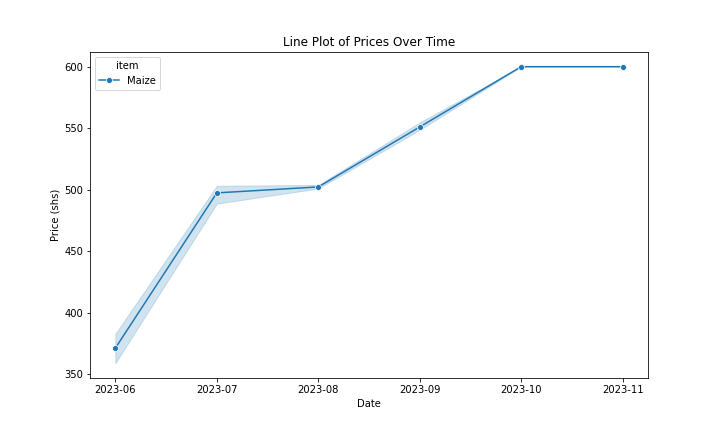 Line Plot of Prices Over Time
item
Maize
Price (shs)
600
550
500
450
400
350
2023-06 2023-07 2023-08 2023-09 2023-10 2023-11
Date